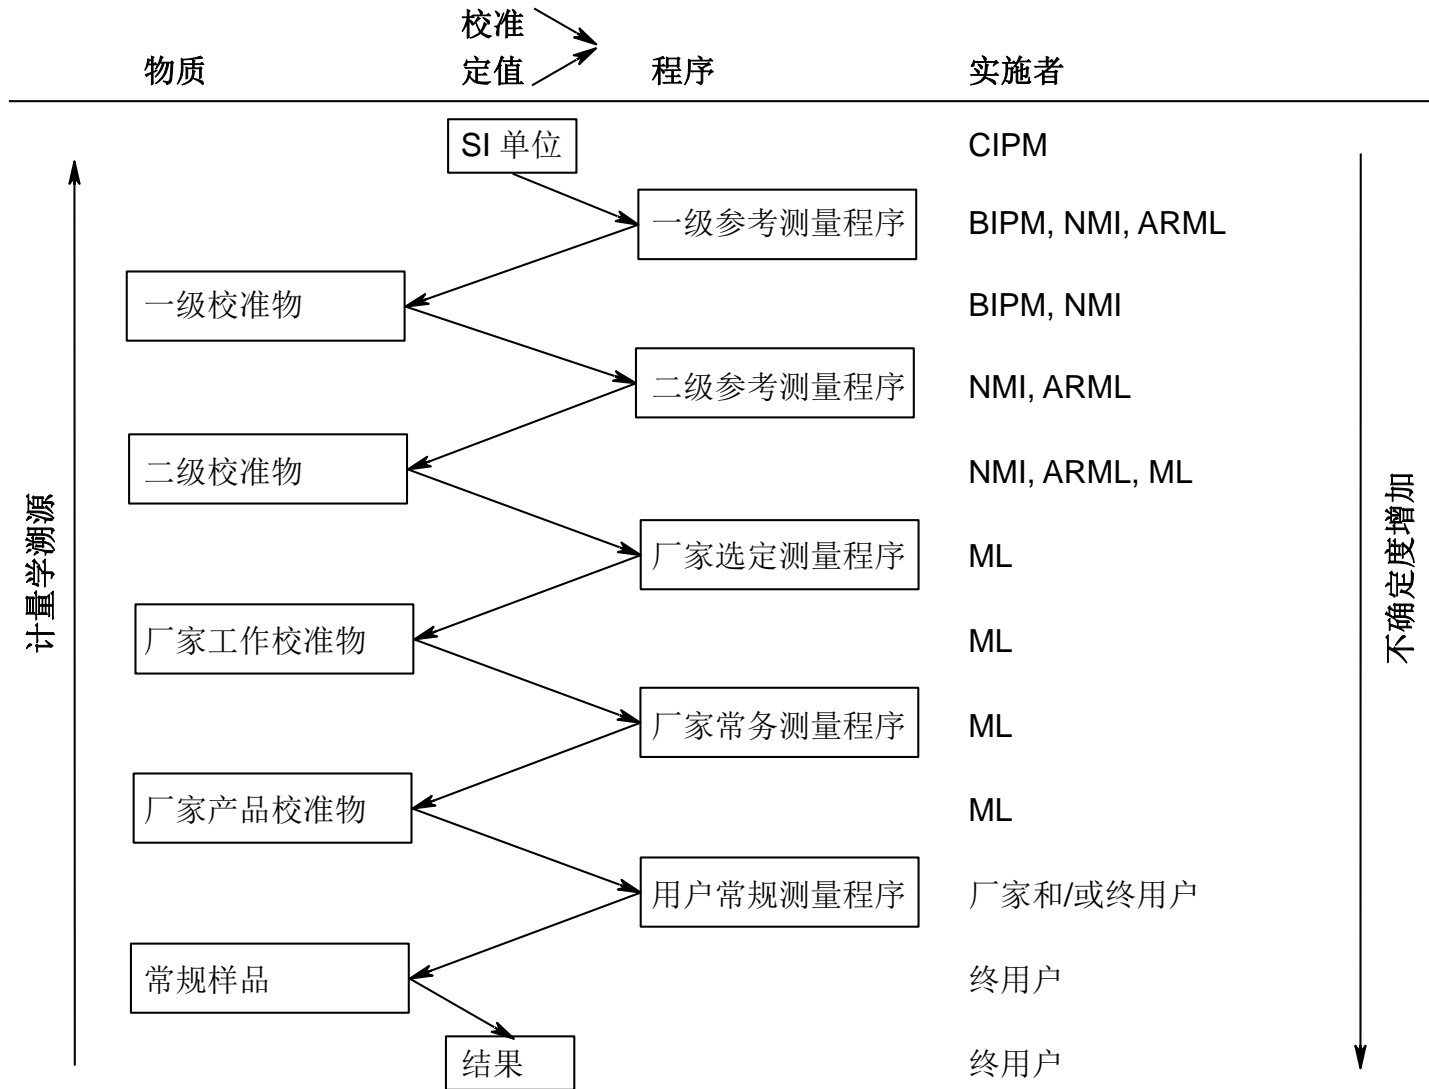 校准
物质 定值 程序 实施者
SI 单位 CIPM
一级参考测量程序 BIPM, NMI, ARML
一级校准物 BIPM, NMI
二级参考测量程序 NMI, ARML
二级校准物 NMI, ARML, ML
厂家选定测量程序 ML
厂家工作校准物 ML
厂家常务测量程序 ML
厂家产品校准物 ML
用户常规测量程序 厂家和/或终用户
常规样品 终用户
结果 终用户
计量学溯源
不确定度增加